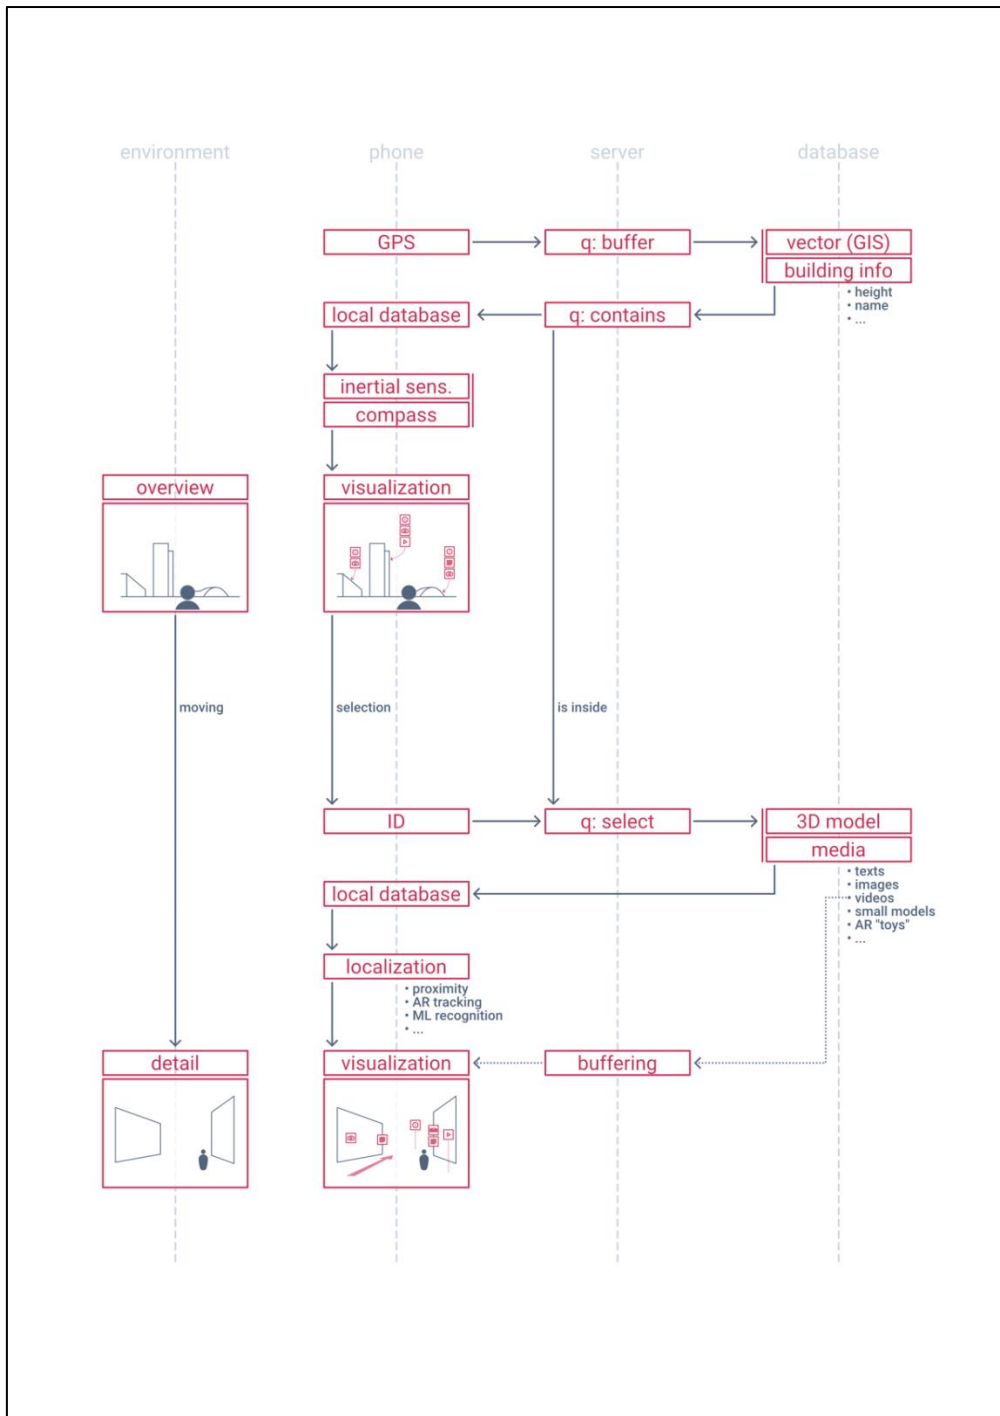 environment
phone
server
database
GPS
q: buffer
vector (GIS)
building info
• height
• name
• ...
local database
q: contains
inertial sens.
compass
overview
visualization
moving
selection
is inside
ID
q: select
3D model
media
• texts
• images
• videos
• small models
• AR "toys"
• ...
local database
localization
• proximity
• AR tracking
• ML recognition
• ...
detail
visualization
buffering